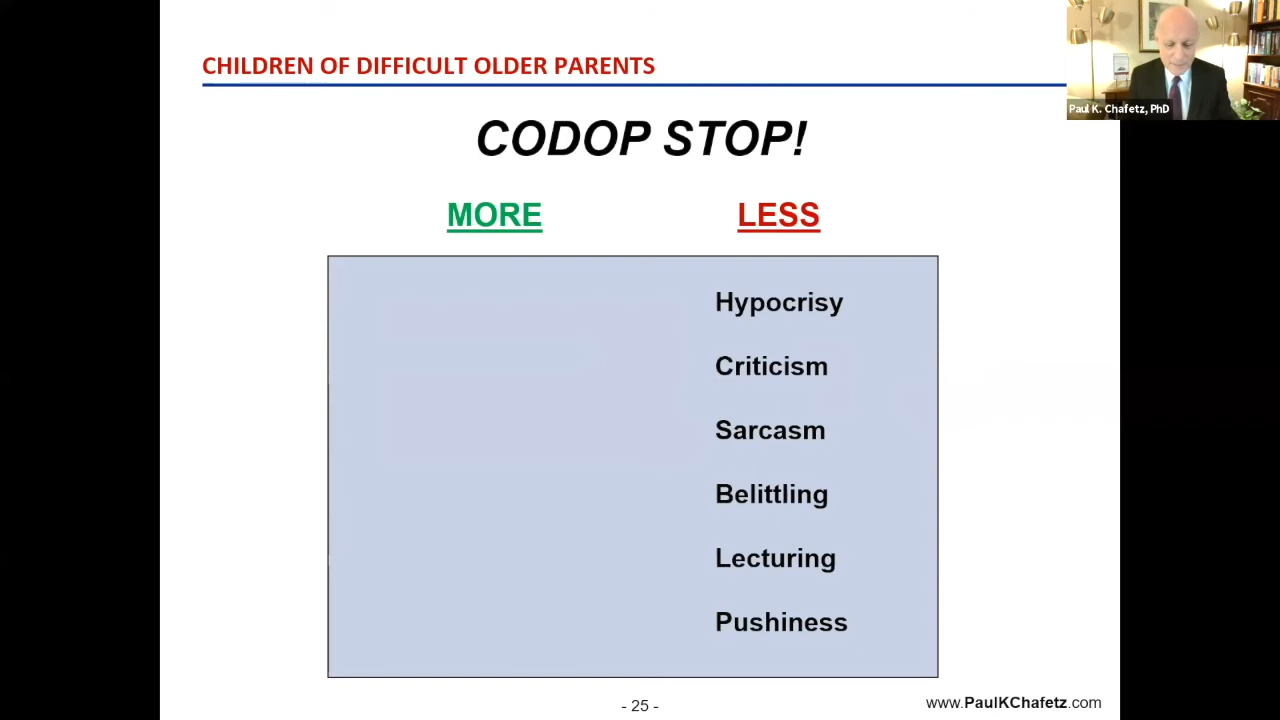 CHILDREN OF DIFFICULT OLDER PARENTS
Paul K. Chafetz, PhD
CODOP STOP!
MORE
LESS
Hypocrisy
Criticism
Sarcasm
Belittling
Lecturing
Pushiness
- 25 -
www.PaulKChafetz.com